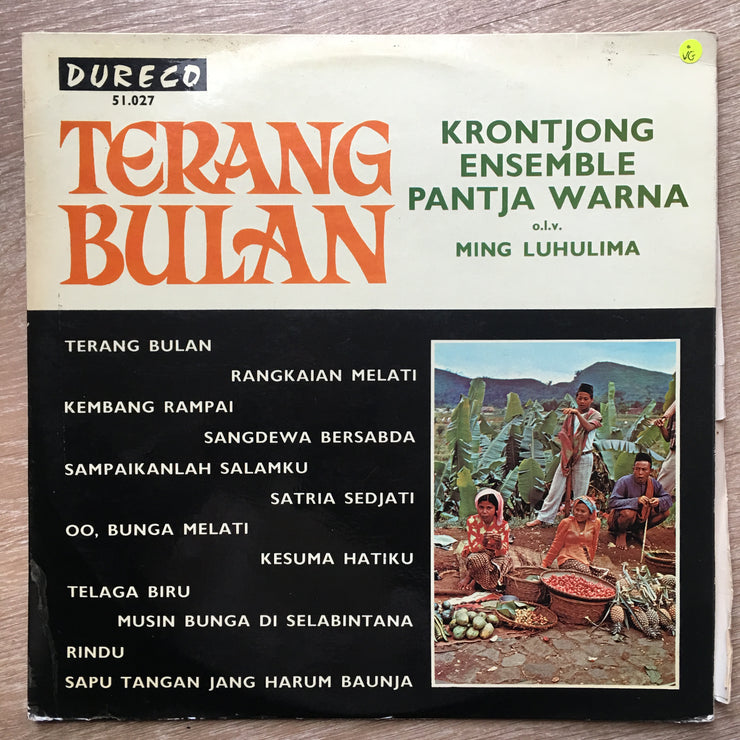 DURECO
51.027
TERANG
BULAN
KRONTJONG
ENSEMBLE
PANTJA WARNA
o.l.v.
MING LUHULIMA
VG
TERANG BULAN
RANGKAIAN MELATI
KEMBANG RAMPAI
SANGDEWA BERSABDA
SAMPAIKANLAH SALAMKU
SATRIA SEDJATI
OO, BUNGA MELATI
KESUMA HATIKU
TELAGA BIRU
MUSIN BUNGA DI SELABINTANA
RINDU
SAPU TANGAN JANG HARUM BAUNJA